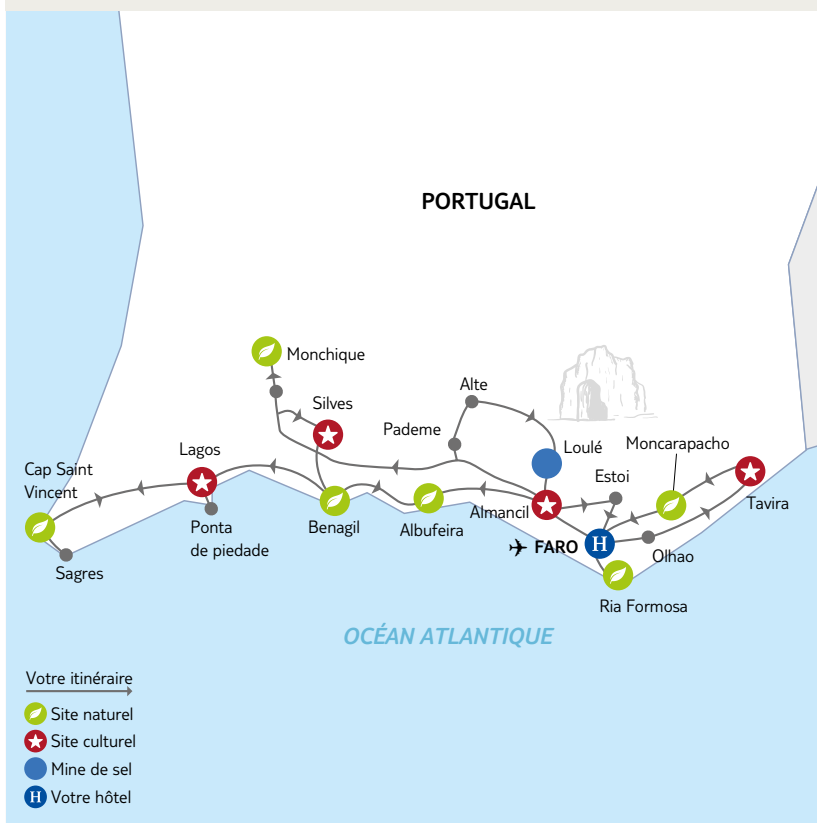 PORTUGAL
Monchique
Silves
Alte
Pademe
Loulé
Moncarapacho
Lagos
Estoi
Cap Saint
Vincent
Tavira
Almancil
Benagil
Albufeira
Ponta
de piedade
FARO
H
Olhao
Sagres
Ria Formosa
OCÉAN ATLANTIQUE
Votre itinéraire
Site naturel
Site culturel
Mine de sel
H Votre hôtel